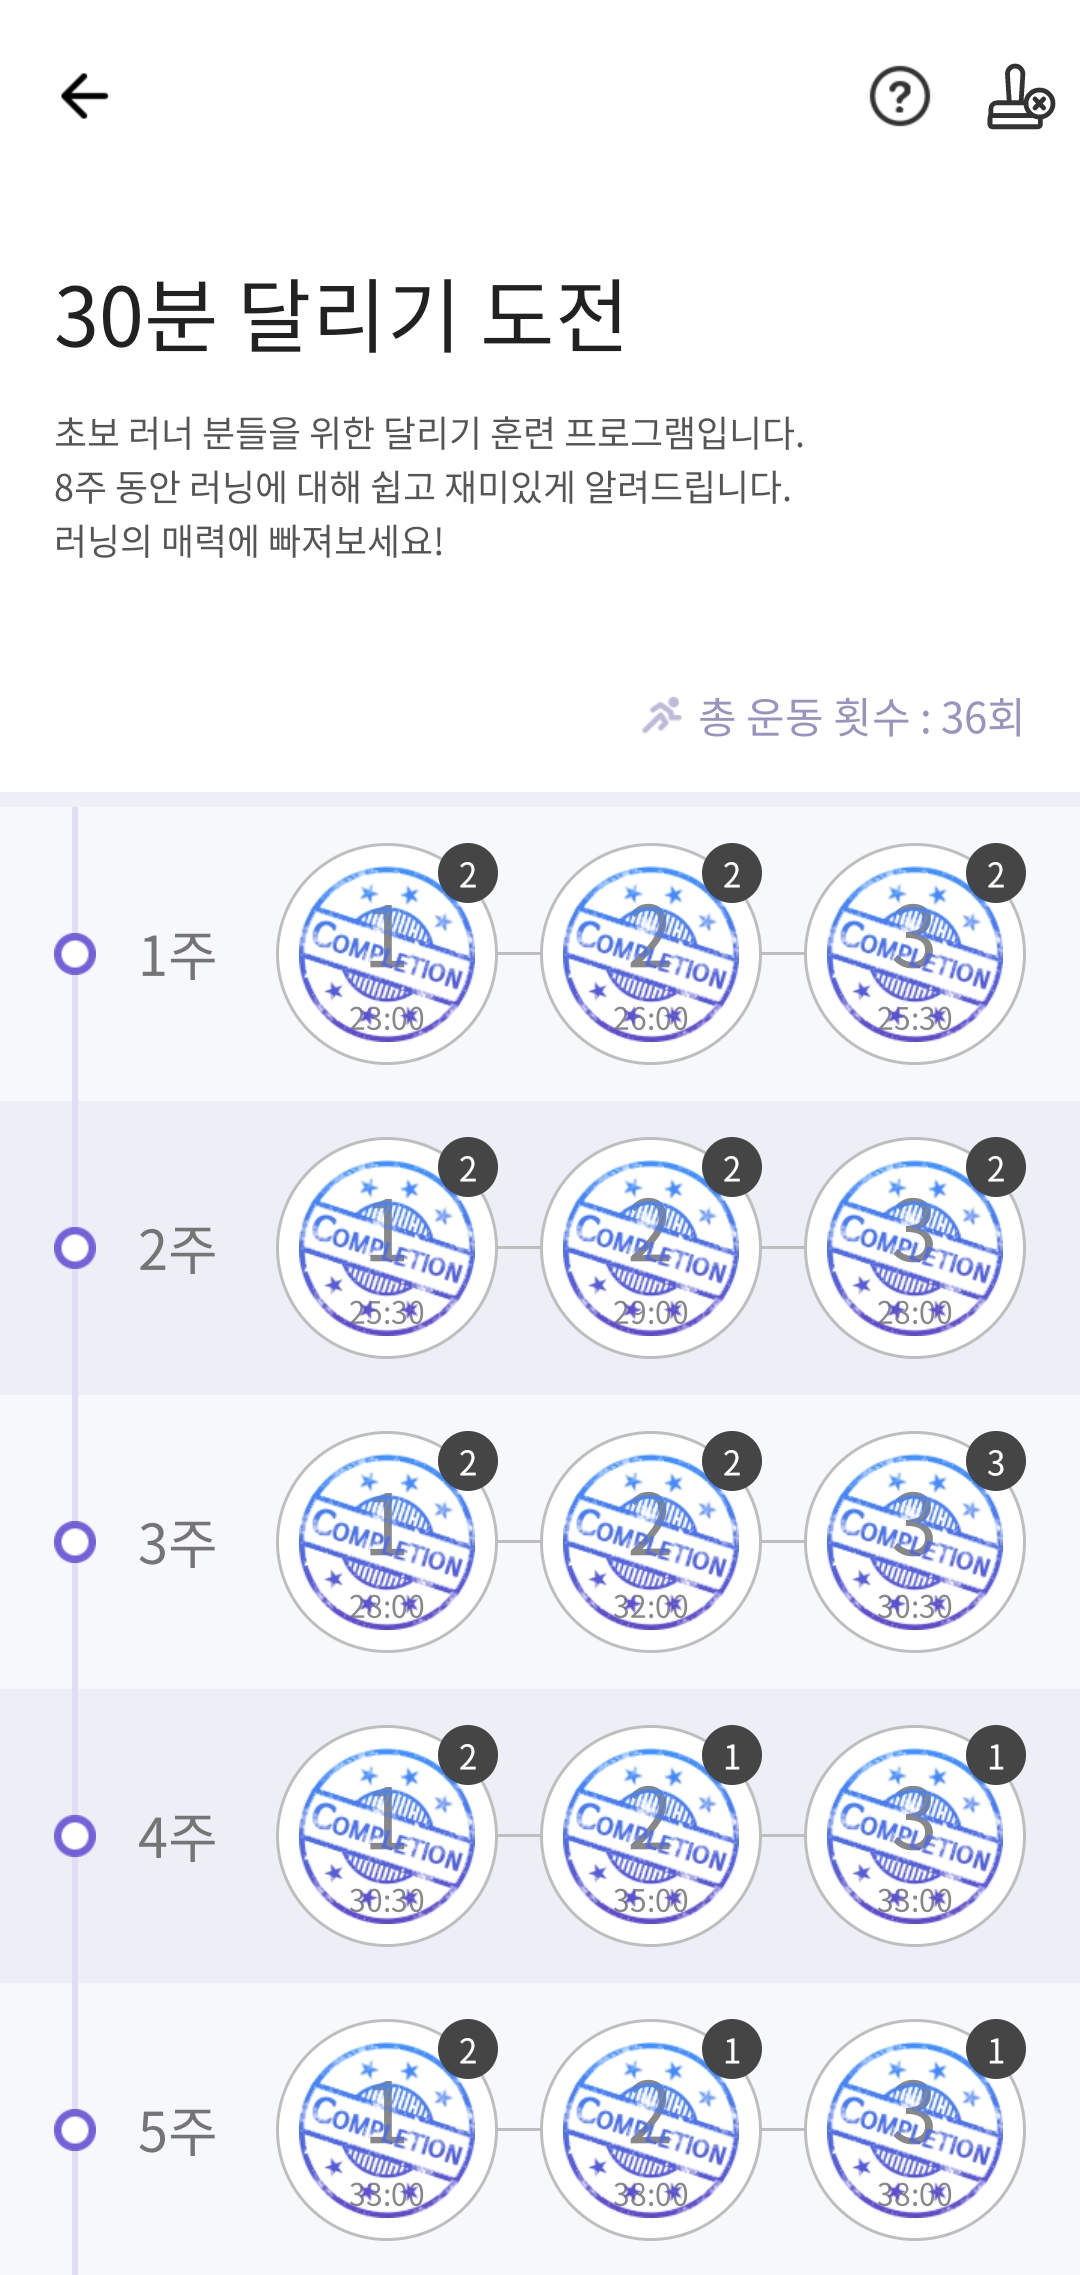 30분 달리기 도전
초보 러너 분들을 위한 달리기 훈련 프로그램입니다.
8주 동안 러닝에 대해 쉽고 재미있게 알려드립니다.
러닝의 매력에 빠져보세요!
총 운동 횟수 : 36회
1주
2
COMPLETION
1
23:00
2
COMPLETION
2
26:00
2
COMPLETION
3
25:30
2주
2
COMPLETION
1
25:30
2
COMPLETION
2
29:00
2
COMPLETION
3
28:00
3주
2
COMPLETION
1
28:00
2
COMPLETION
2
32:00
3
COMPLETION
3
30:30
4주
2
COMPLETION
1
30:30
1
COMPLETION
2
35:00
1
COMPLETION
3
33:00
5주
2
COMPLETION
1
33:00
1
COMPLETION
2
38:00
1
COMPLETION
3
38:00